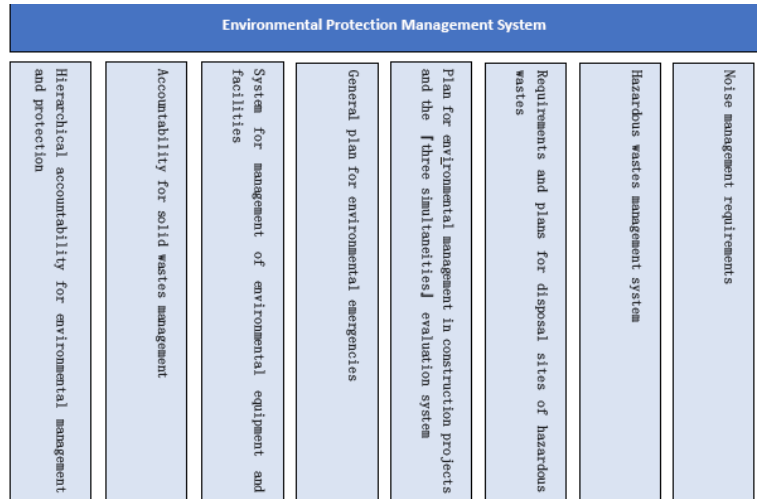 Environmental Protection Management System
Hierarchical accountability for environmental management
and protection
Accountability for solid wastes management
System for management of environmental equipment and
facilities
General plan for environmental emergencies
Plan for environmental management in construction projects
and the『three simultaneities』evaluation system
Requirements and plans for disposal sites of hazardous
wastes
Hazardous wastes management system
Noise management requirements